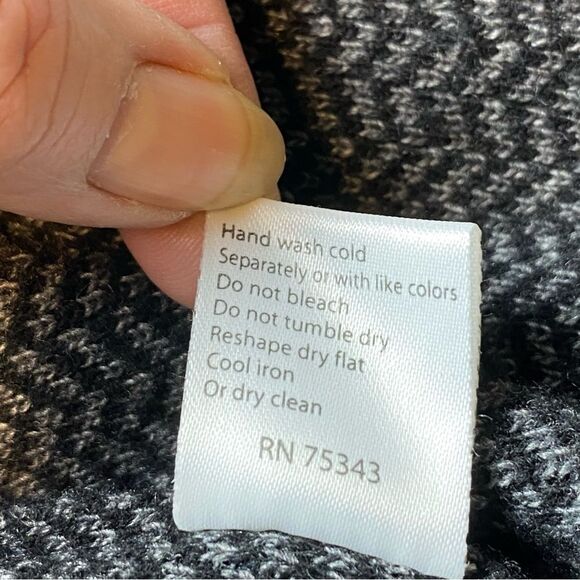 Hand wash cold
Separately or with like colors
Do not bleach
Do not tumble dry
Reshape dry flat
Cool iron
Or dry clean
RN 75343